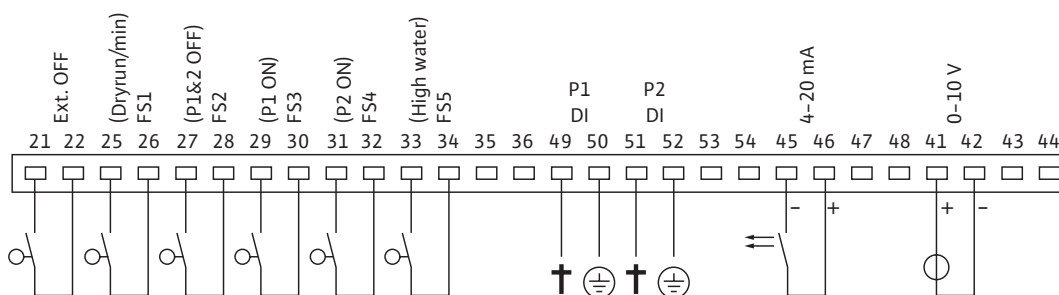 Ext. OFF
(Dryrun/min)
FS1
(P1&2 OFF)
FS2
(P1 ON)
FS3
(P2 ON)
FS4
(High water)
FS5
P1
DI
P2
DI
4–20 mA
0–10 V
21 22 25 26 27 28 29 30 31 32 33 34 35 36 49 50 51 52 53 54 45 46 47 48 41 42 43 44
– + + –